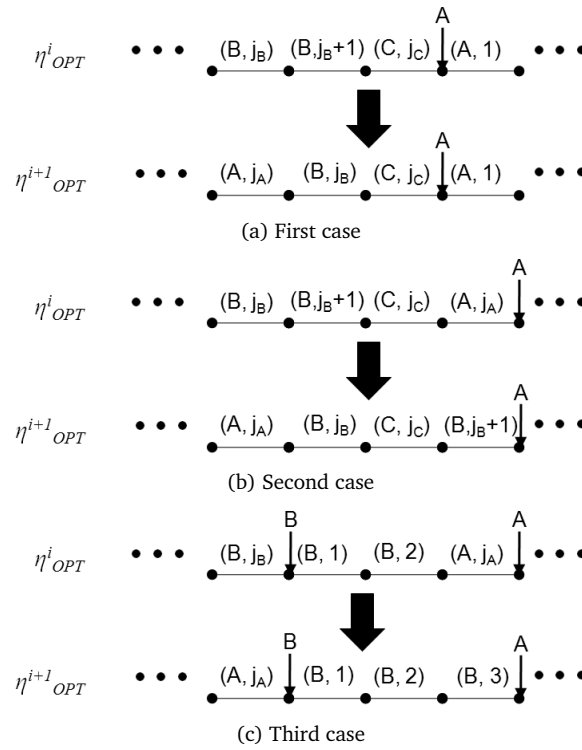 A
η^i_OPT • • • (B, j_B) (B,j_B+1) (C, j_C) (A, 1) • • •
A
η^{i+1}_OPT • • • (A, j_A) (B, j_B) (C, j_C) (A, 1) • • •
(a) First case
A
η^i_OPT • • • (B, j_B) (B,j_B+1) (C, j_C) (A, j_A) • • •
A
η^{i+1}_OPT • • • (A, j_A) (B, j_B) (C, j_C) (B,j_B+1) • • •
(b) Second case
B A
η^i_OPT • • • (B, j_B) (B, 1) (B, 2) (A, j_A) • • •
B A
η^{i+1}_OPT • • • (A, j_A) (B, 1) (B, 2) (B, 3) • • •
(c) Third case